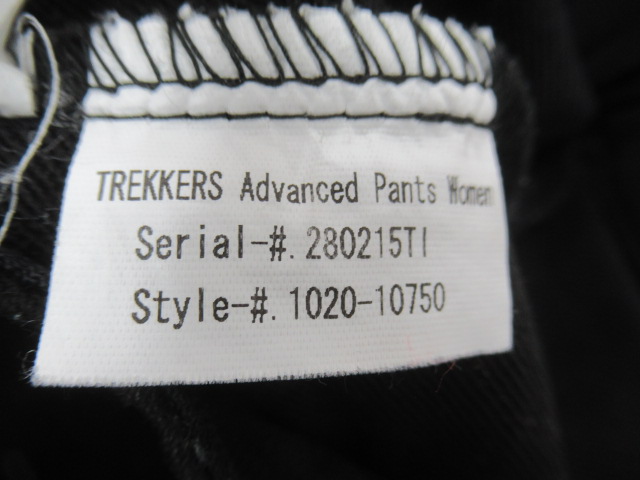 TREKKERS Advanced Pants Women
Serial-#. 280215TI
Style-#. 1020-10750